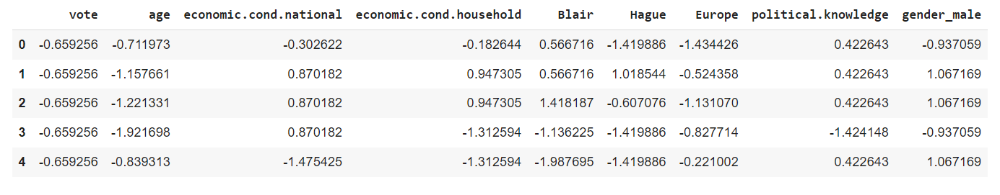 vote age economic.cond.national economic.cond.household Blair Hague Europe political.knowledge gender_male
0 -0.659256 -0.711973 -0.302622 -0.182644 0.566716 -1.419886 -1.434426 0.422643 -0.937059
1 -0.659256 -1.157661 0.870182 0.947305 0.566716 1.018544 -0.524358 0.422643 1.067169
2 -0.659256 -1.221331 0.870182 0.947305 1.418187 -0.607076 -1.131070 0.422643 1.067169
3 -0.659256 -1.921698 0.870182 -1.312594 -1.136225 -1.419886 -0.827714 -1.424148 -0.937059
4 -0.659256 -0.839313 -1.475425 -1.312594 -1.987695 -1.419886 -0.221002 0.422643 1.067169